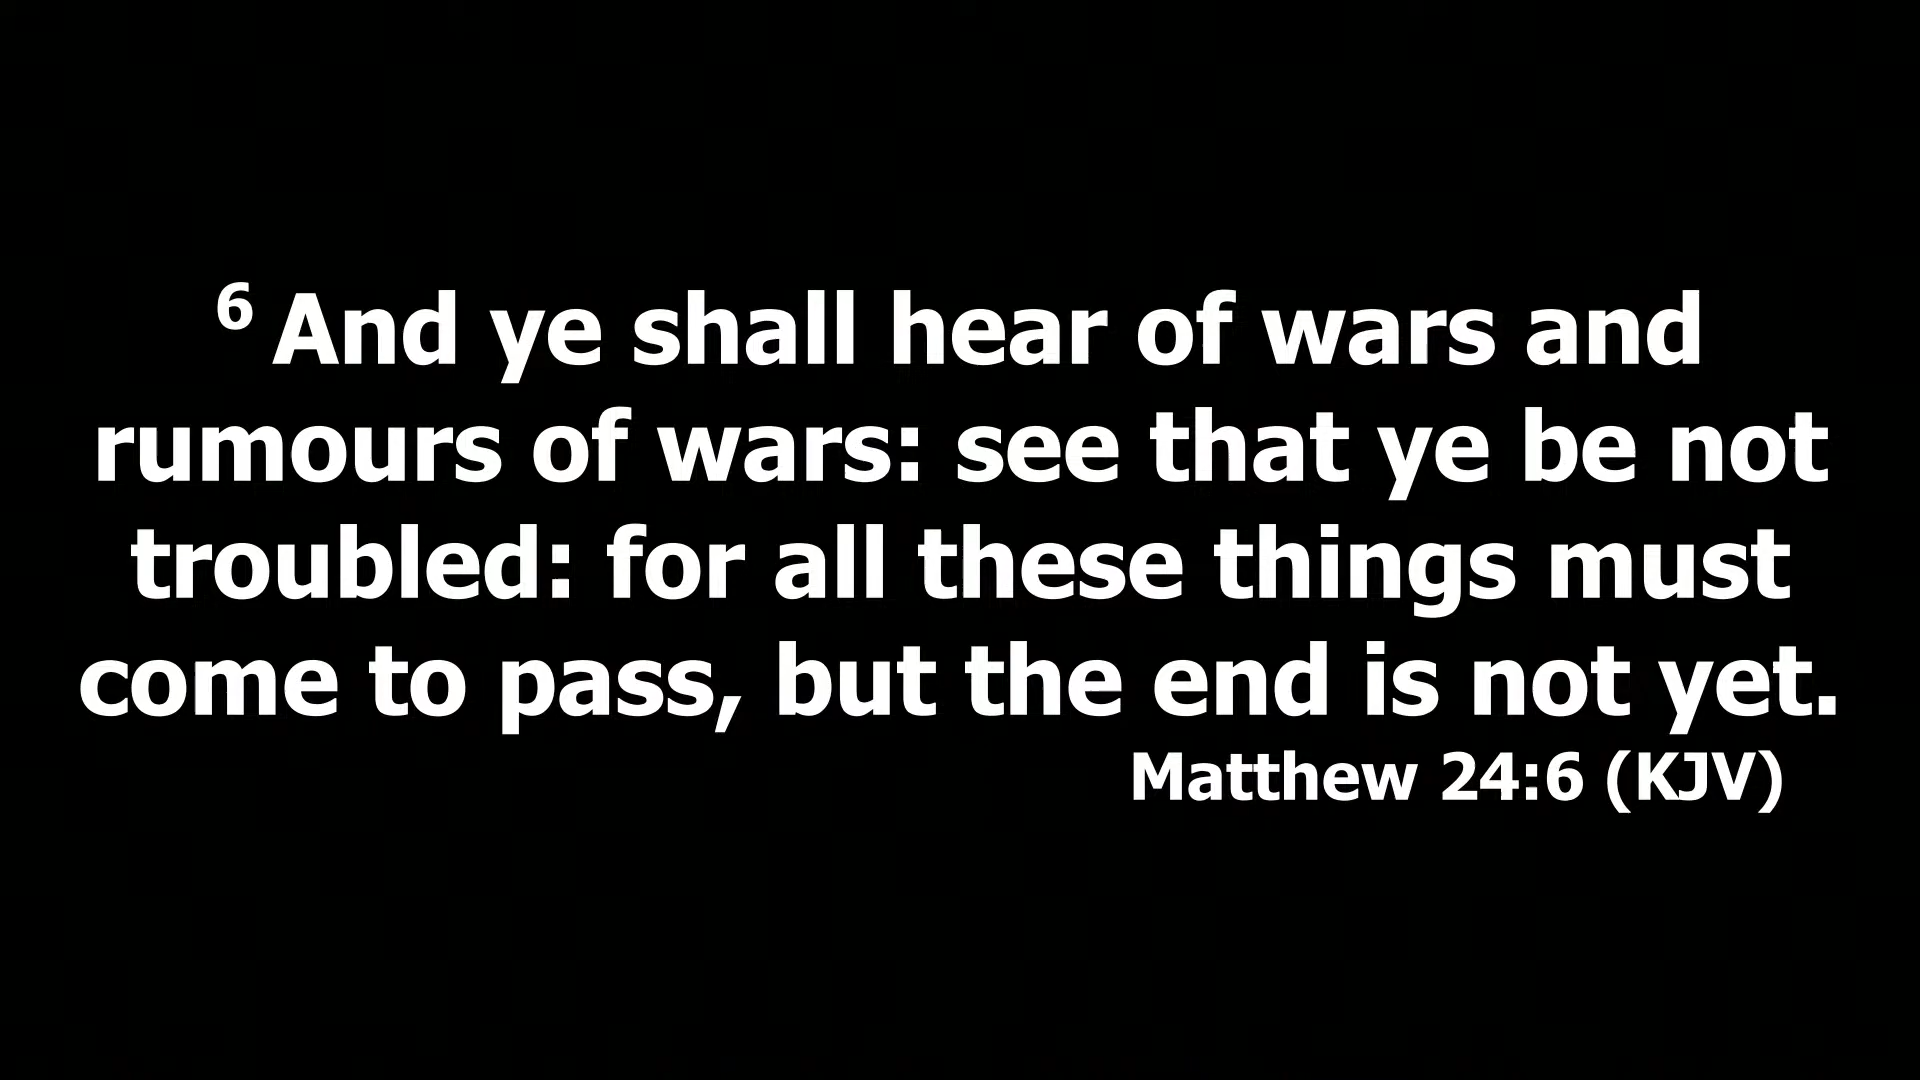 6 And ye shall hear of wars and
rumours of wars: see that ye be not
troubled: for all these things must
come to pass, but the end is not yet.
Matthew 24:6 (KJV)